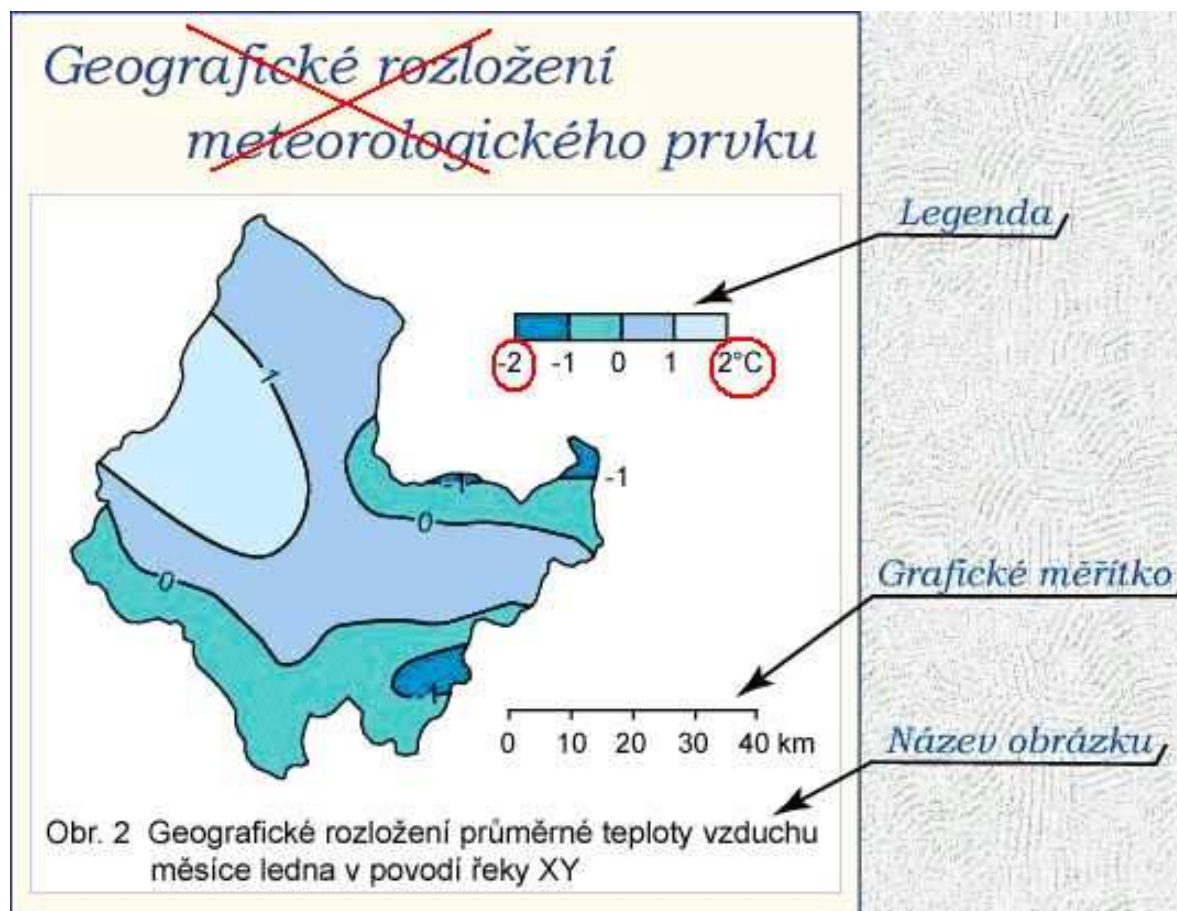 Geografické rozložení
meteorologického prvku
Legenda
-2 -1 0 1 2°C
1
-1
-1
0
0
-1
Grafické měřítko
0 10 20 30 40 km
Název obrázku
Obr. 2 Geografické rozložení průměrné teploty vzduchu
měsíce ledna v povodí řeky XY